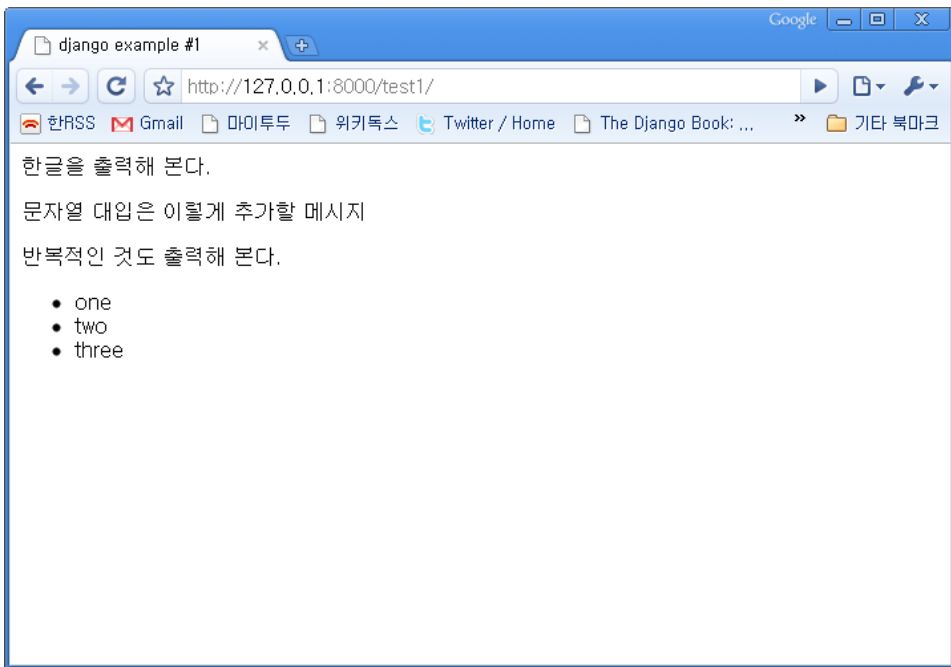 Google
django example #1
http://127.0.0.1:8000/test1/
한RSS Gmail 마이투두 위키독스 Twitter / Home The Django Book: ... » 기타 북마크
한글을 출력해 본다.
문자열 대입은 이렇게 추가할 메시지
반복적인 것도 출력해 본다.
• one
• two
• three